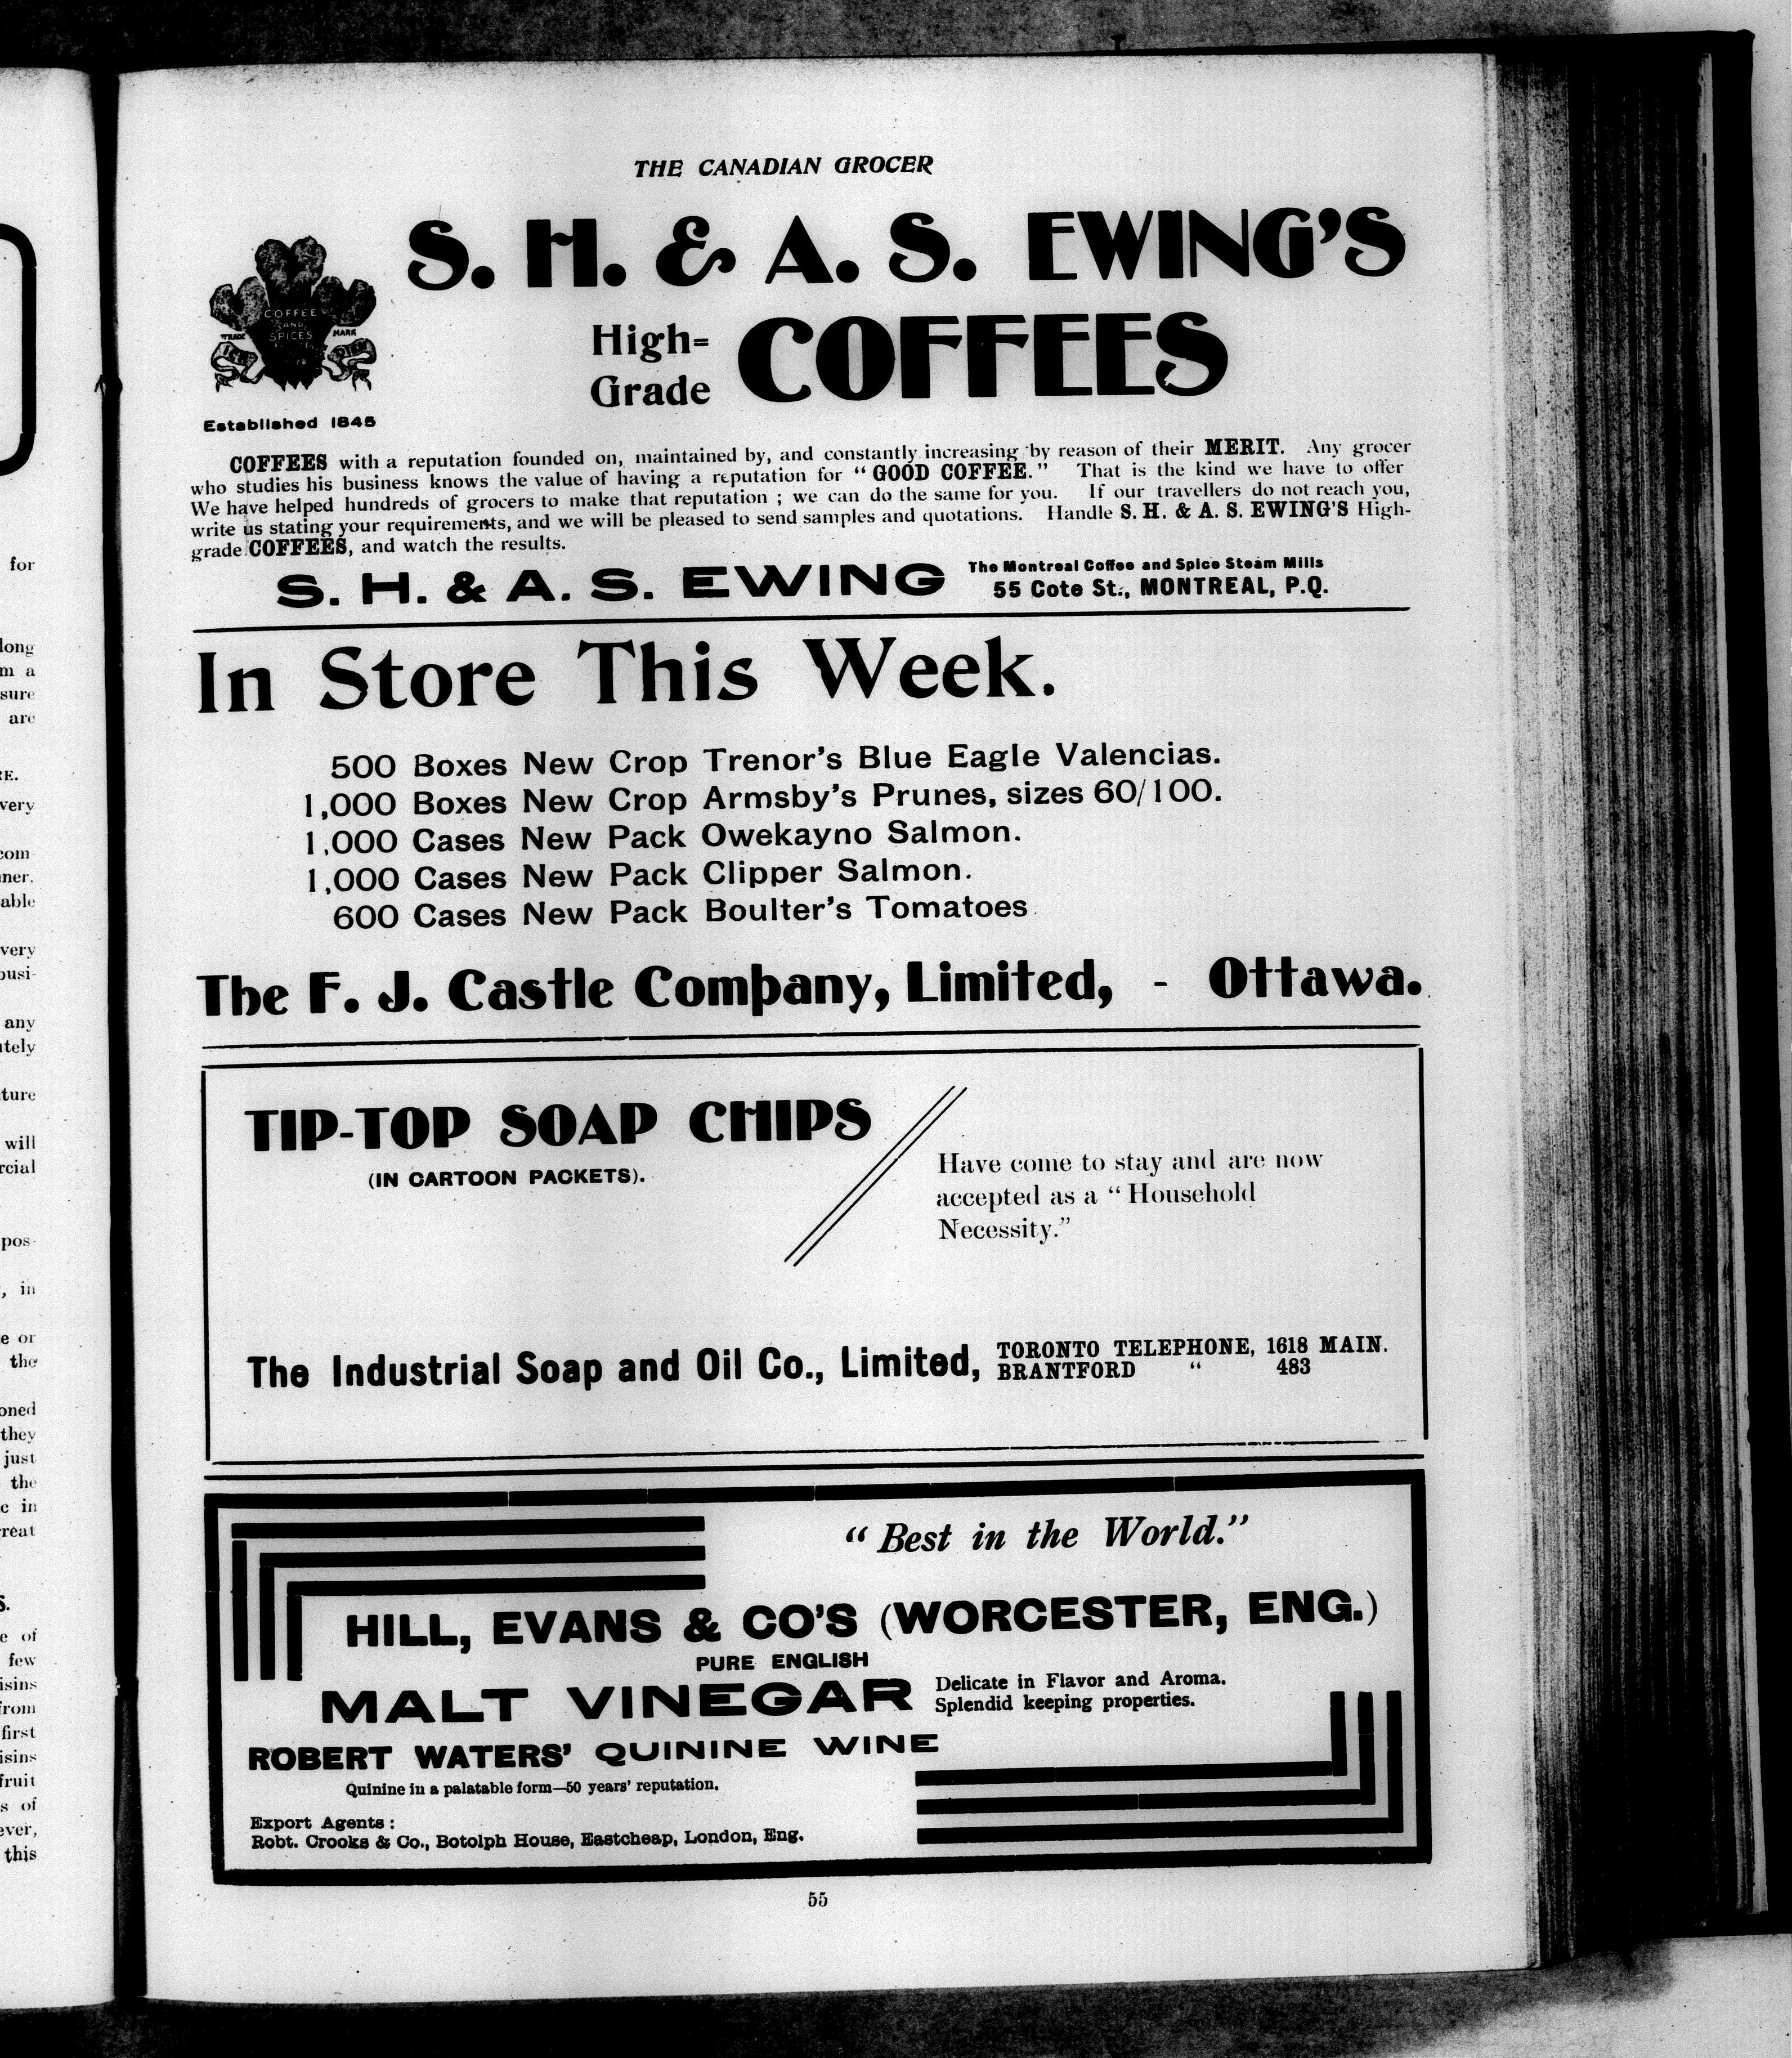 THE CANADIAN GROCER
S. H. & A. S. EWING'S
High-
Grade
COFFEES
COFFEE
AND
SPICES
TRADE
MARK
ICH
DIEN
Established 1845
COFFEES with a reputation founded on, maintained by, and constantly increasing by reason of their MERIT. Any grocer
who studies his business knows the value of having a reputation for "GOOD COFFEE." That is the kind we have to offer
We have helped hundreds of grocers to make that reputation ; we can do the same for you. If our travellers do not reach you,
write us stating your requirements, and we will be pleased to send samples and quotations. Handle S. H. & A. S. EWING'S High-
grade COFFEES, and watch the results.
S. H. & A. S. EWING
The Montreal Coffee and Spice Steam Mills
55 Cote St., MONTREAL, P.Q.
In Store This Week.
500 Boxes New Crop Trenor's Blue Eagle Valencias.
1,000 Boxes New Crop Armsby's Prunes, sizes 60/100.
1,000 Cases New Pack Owekayno Salmon.
1,000 Cases New Pack Clipper Salmon.
600 Cases New Pack Boulter's Tomatoes
The F. J. Castle Company, Limited, - Ottawa.
TIP-TOP SOAP CHIPS
(IN CARTOON PACKETS).
Have come to stay and are now
accepted as a "Household
Necessity."
The Industrial Soap and Oil Co., Limited,
TORONTO TELEPHONE, 1618 MAIN.
BRANTFORD " 483
"Best in the World."
HILL, EVANS & CO'S (WORCESTER, ENG.)
PURE ENGLISH
MALT VINEGAR
Delicate in Flavor and Aroma.
Splendid keeping properties.
ROBERT WATERS' QUININE WINE
Quinine in a palatable form—50 years' reputation.
Export Agents :
Robt. Crooks & Co., Botolph House, Eastcheap, London, Eng.
55